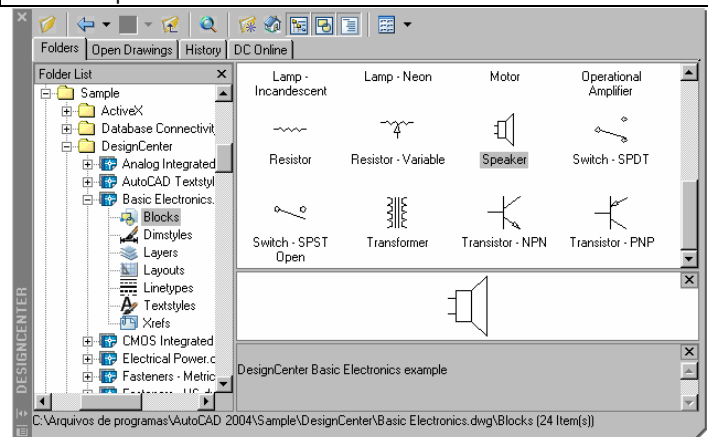 Folders Open Drawings History DC Online
Folder List
Sample
ActiveX
Database Connectivit
DesignCenter
Analog Integrated
AutoCAD Textstyl
Basic Electronics.
Blocks
Dimstyles
Layers
Layouts
Linetypes
Textstyles
Xrefs
CMOS Integrated
Electrical Power.c
Fasteners - Metric
Lamp - Incandescent
Lamp - Neon
Motor
Operational Amplifier
Resistor
Resistor - Variable
Speaker
Switch - SPDT
Switch - SPST Open
Transformer
Transistor - NPN
Transistor - PNP
DesignCenter Basic Electronics example
DESIGNCENTER
C:\Arquivos de programas\AutoCAD 2004\Sample\DesignCenter\Basic Electronics.dwg\Blocks (24 Item(s))